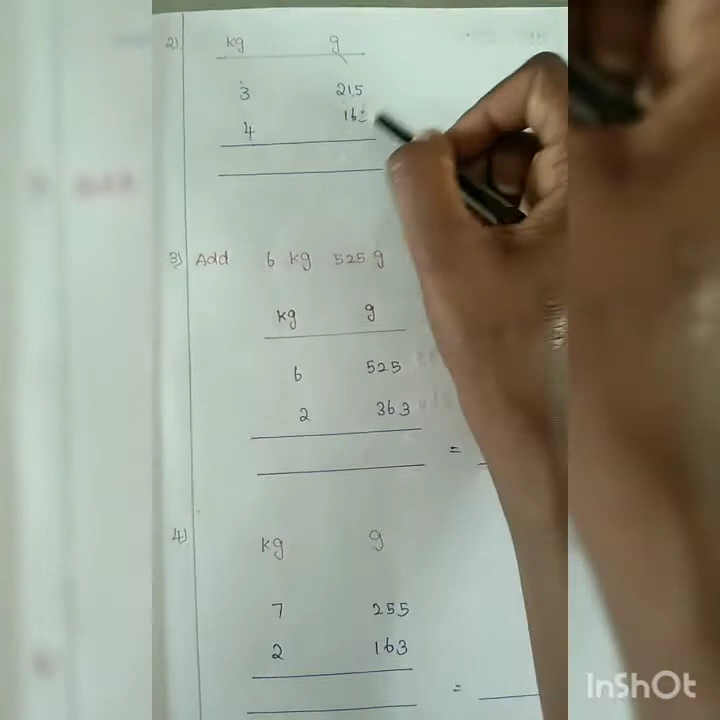 2) kg g
3 215
4 16
3) Add 6 kg 525 g
kg g
6 525
2 363
=
4) kg g
7 255
2 163
=
InShOt